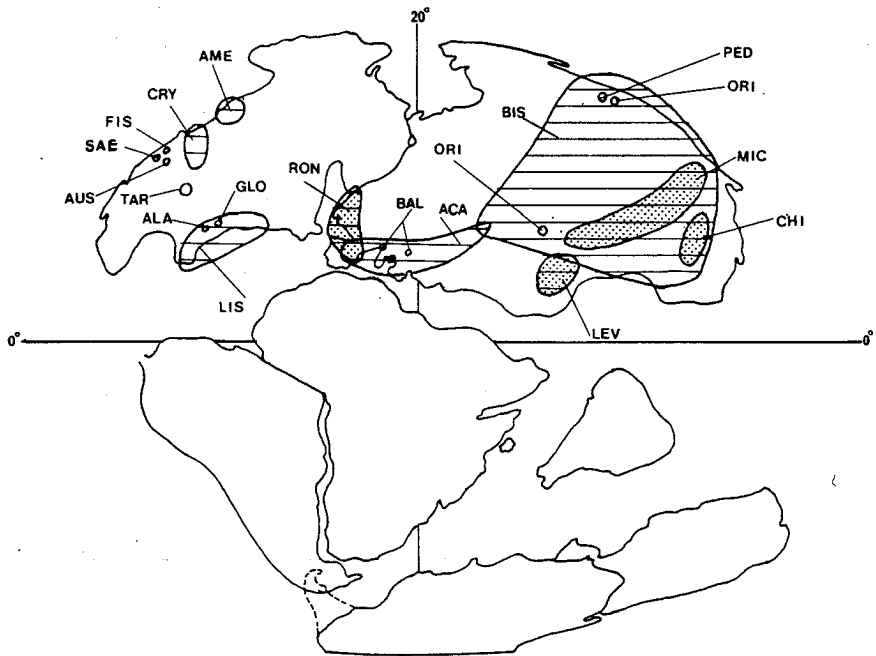 20°
AME
PED
CRY
ORI
FIS
BIS
SAE
ORI
MIC
AUS
TAR
GLO
RON
ALA
BAL
ACA
CHI
LIS
LEV
0°
0°